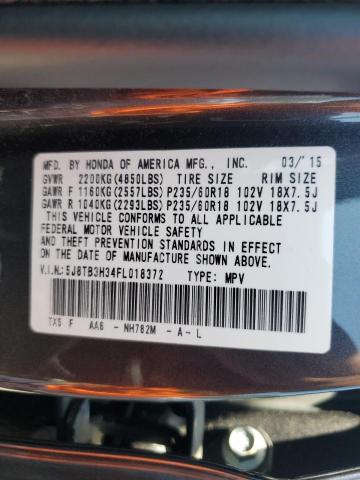 MFD. BY HONDA OF AMERICA MFG., INC. 03/'15
GVWR 2200KG(4850LBS) TIRE SIZE RIM SIZE
GAWR F 1160KG(2557LBS) P235/60R18 102V 18X7.5J
GAWR R 1040KG(2293LBS) P235/60R18 102V 18X7.5J
THIS VEHICLE CONFORMS TO ALL APPLICABLE
FEDERAL MOTOR VEHICLE SAFETY, BUMPER,
AND THEFT PREVENTION STANDARDS IN EFFECT
ON THE DATE OF MANUFACTURE SHOWN ABOVE.
V.I.N.:5J8TB3H34FL018372 TYPE: MPV
TX5 F AA6 - NH782M -A-L